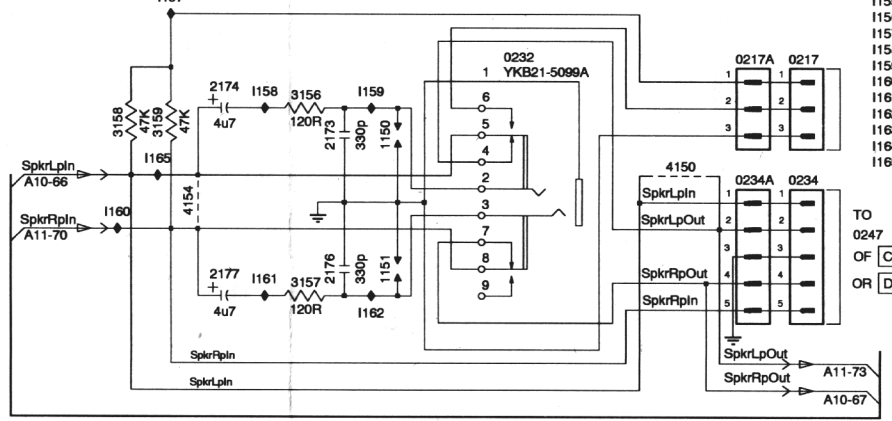 0232
YKB21-5099A
0217A 0217
2174 I158 3156 I159
1
+
4u7
120R
6
5
4
2
3
7
8
9
3158
47K
3159
47K
2173
330p
1150
1 1
2 2
3 3
SpkrLpIn
A10-66
I165
4154
SpkrRpIn
A11-70
I160
4150
SpkrLpIn
SpkrLpOut
SpkrRpOut
SpkrRpIn
0234A 0234
1 1
2 2
3 3
4 4
5 5
TO
0247
OF C
OR D
2176
330p
1151
2177 I161 3157
+
4u7
120R
I162
SpkrRpIn
SpkrLpIn
SpkrLpOut
A11-73
SpkrRpOut
A10-67